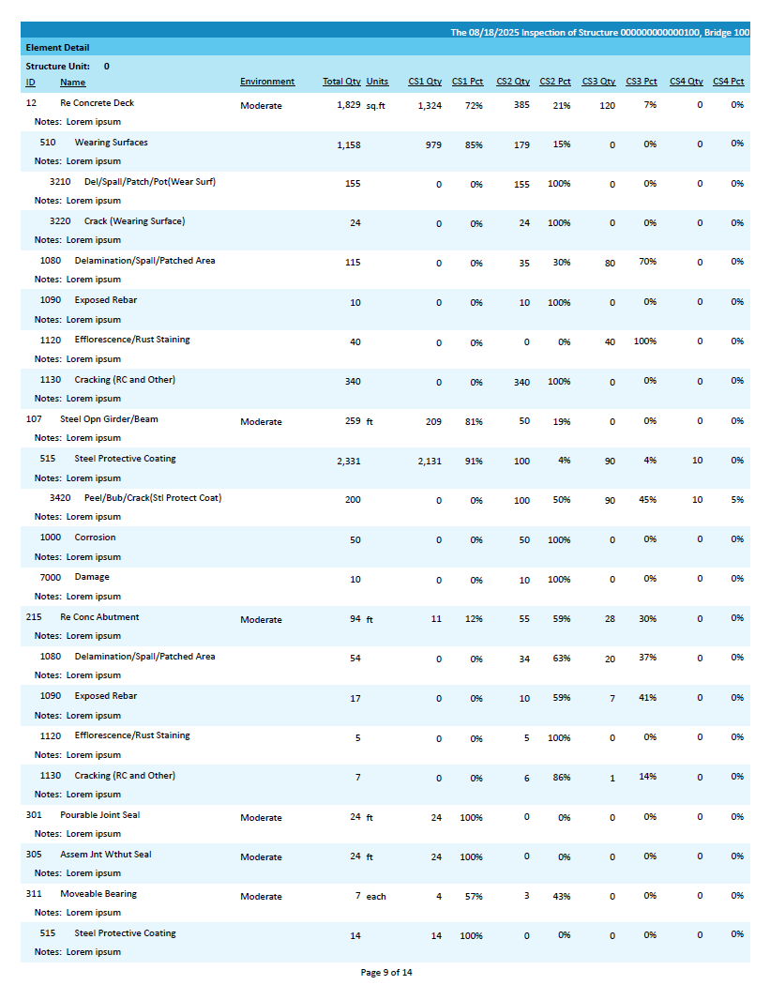 The 08/18/2025 Inspection of Structure 000000000000100, Bridge 100
Element Detail
Structure Unit: 0
ID Name Environment Total Qty Units CS1 Qty CS1 Pct CS2 Qty CS2 Pct CS3 Qty CS3 Pct CS4 Qty CS4 Pct
12 Re Concrete Deck Moderate 1,829 sq.ft 1,324 72% 385 21% 120 7% 0 0%
Notes: Lorem ipsum
510 Wearing Surfaces 1,158 979 85% 179 15% 0 0% 0 0%
Notes: Lorem ipsum
3210 Del/Spall/Patch/Pot(Wear Surf) 155 0 0% 155 100% 0 0% 0 0%
Notes: Lorem ipsum
3220 Crack (Wearing Surface) 24 0 0% 24 100% 0 0% 0 0%
Notes: Lorem ipsum
1080 Delamination/Spall/Patched Area 115 0 0% 35 30% 80 70% 0 0%
Notes: Lorem ipsum
1090 Exposed Rebar 10 0 0% 10 100% 0 0% 0 0%
Notes: Lorem ipsum
1120 Efflorescence/Rust Staining 40 0 0% 0 0% 40 100% 0 0%
Notes: Lorem ipsum
1130 Cracking (RC and Other) 340 0 0% 340 100% 0 0% 0 0%
Notes: Lorem ipsum
107 Steel Opn Girder/Beam Moderate 259 ft 209 81% 50 19% 0 0% 0 0%
Notes: Lorem ipsum
515 Steel Protective Coating 2,331 2,131 91% 100 4% 90 4% 10 0%
Notes: Lorem ipsum
3420 Peel/Bub/Crack(Stl Protect Coat) 200 0 0% 100 50% 90 45% 10 5%
Notes: Lorem ipsum
1000 Corrosion 50 0 0% 50 100% 0 0% 0 0%
Notes: Lorem ipsum
7000 Damage 10 0 0% 10 100% 0 0% 0 0%
Notes: Lorem ipsum
215 Re Conc Abutment Moderate 94 ft 11 12% 55 59% 28 30% 0 0%
Notes: Lorem ipsum
1080 Delamination/Spall/Patched Area 54 0 0% 34 63% 20 37% 0 0%
Notes: Lorem ipsum
1090 Exposed Rebar 17 0 0% 10 59% 7 41% 0 0%
Notes: Lorem ipsum
1120 Efflorescence/Rust Staining 5 0 0% 5 100% 0 0% 0 0%
Notes: Lorem ipsum
1130 Cracking (RC and Other) 7 0 0% 6 86% 1 14% 0 0%
Notes: Lorem ipsum
301 Pourable Joint Seal Moderate 24 ft 24 100% 0 0% 0 0% 0 0%
Notes: Lorem ipsum
305 Assem Jnt Wthut Seal Moderate 24 ft 24 100% 0 0% 0 0% 0 0%
Notes: Lorem ipsum
311 Moveable Bearing Moderate 7 each 4 57% 3 43% 0 0% 0 0%
Notes: Lorem ipsum
515 Steel Protective Coating 14 14 100% 0 0% 0 0% 0 0%
Notes: Lorem ipsum
Page 9 of 14